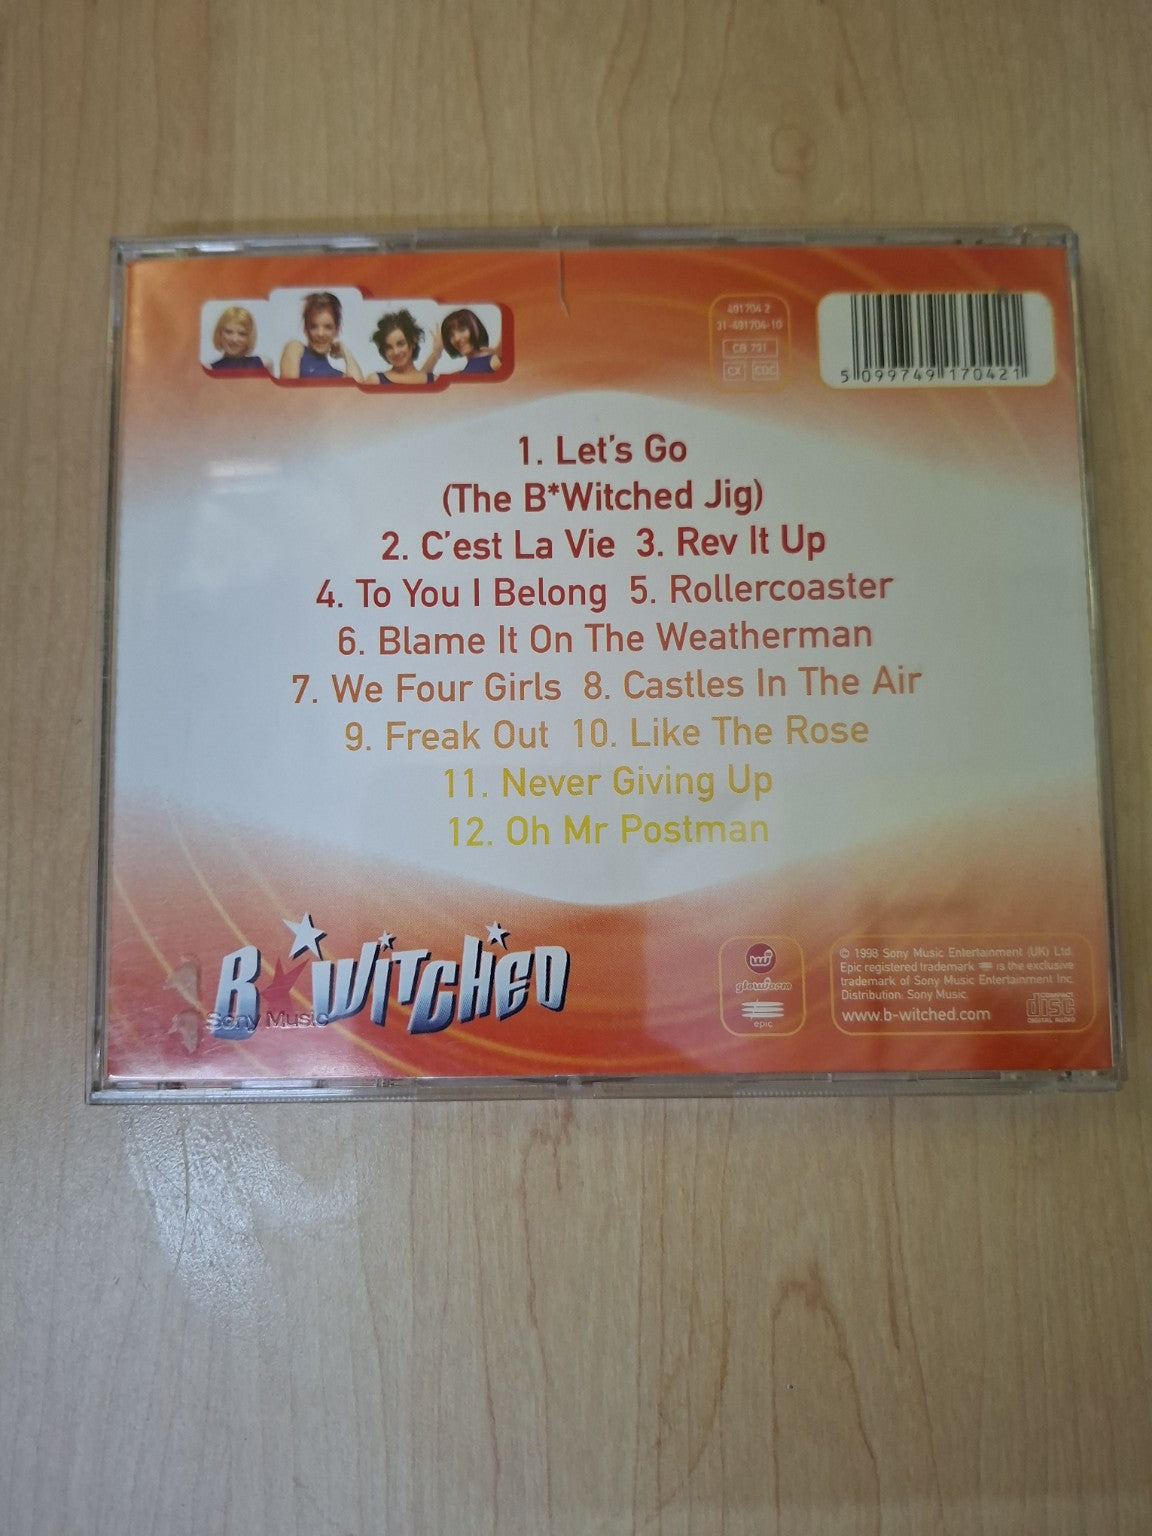 491704 2
31-491704-10
CB 791
CX CDC
5 099749 170421
1. Let's Go
(The B*Witched Jig)
2. C'est La Vie 3. Rev It Up
4. To You I Belong 5. Rollercoaster
6. Blame It On The Weatherman
7. We Four Girls 8. Castles In The Air
9. Freak Out 10. Like The Rose
11. Never Giving Up
12. Oh Mr Postman
B★WITCHED
Sony Music
glowworm
epic
© 1998 Sony Music Entertainment (UK) Ltd.
Epic registered trademark is the exclusive
trademark of Sony Music Entertainment Inc.
Distribution: Sony Music.
www.b-witched.com
COMPACT
disc
DIGITAL AUDIO